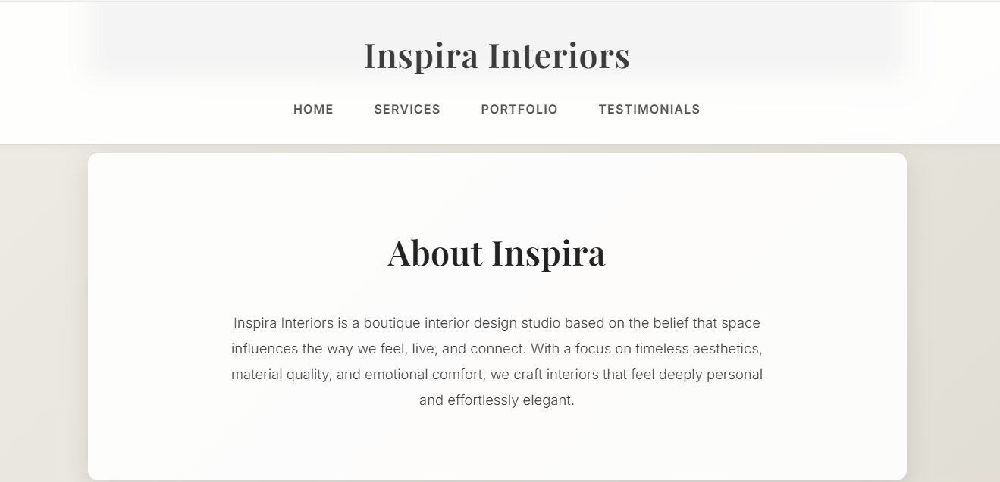 Inspira Interiors
HOME SERVICES PORTFOLIO TESTIMONIALS
About Inspira
Inspira Interiors is a boutique interior design studio based on the belief that space
influences the way we feel, live, and connect. With a focus on timeless aesthetics,
material quality, and emotional comfort, we craft interiors that feel deeply personal
and effortlessly elegant.